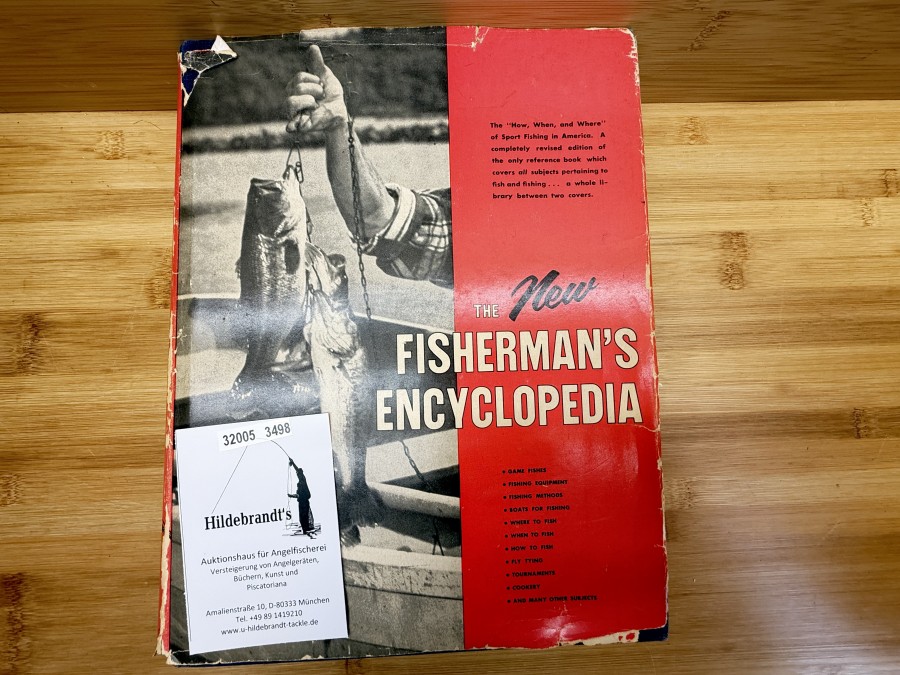 The "How, When, and Where"
of Sport Fishing in America. A
completely revised edition of
the only reference book which
covers all subjects pertaining to
fish and fishing . . . a whole li-
brary between two covers.
THE New
FISHERMAN'S
ENCYCLOPEDIA
• GAME FISHES
• FISHING EQUIPMENT
• FISHING METHODS
• BOATS FOR FISHING
• WHERE TO FISH
• WHEN TO FISH
• HOW TO FISH
• FLY TYING
• TOURNAMENTS
• COOKERY
• AND MANY OTHER SUBJECTS
32005 3498
Hildebrandt's
Auktionshaus für Angelfischerei
Versteigerung von Angelgeräten,
Büchern, Kunst und
Piscatoriana
Amalienstraße 10, D-80333 München
Tel. +49 89 1419210
www.u-hildebrandt-tackle.de